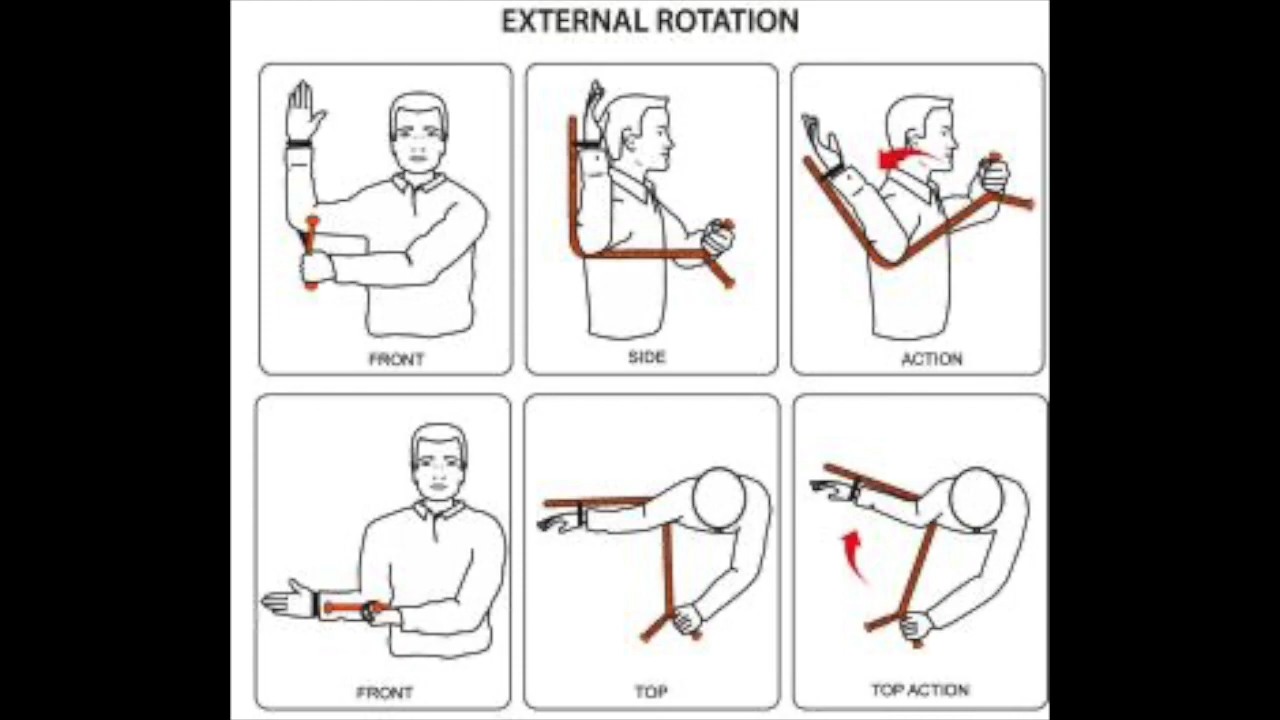 EXTERNAL ROTATION
FRONT
SIDE
ACTION
FRONT
TOP
TOP ACTION